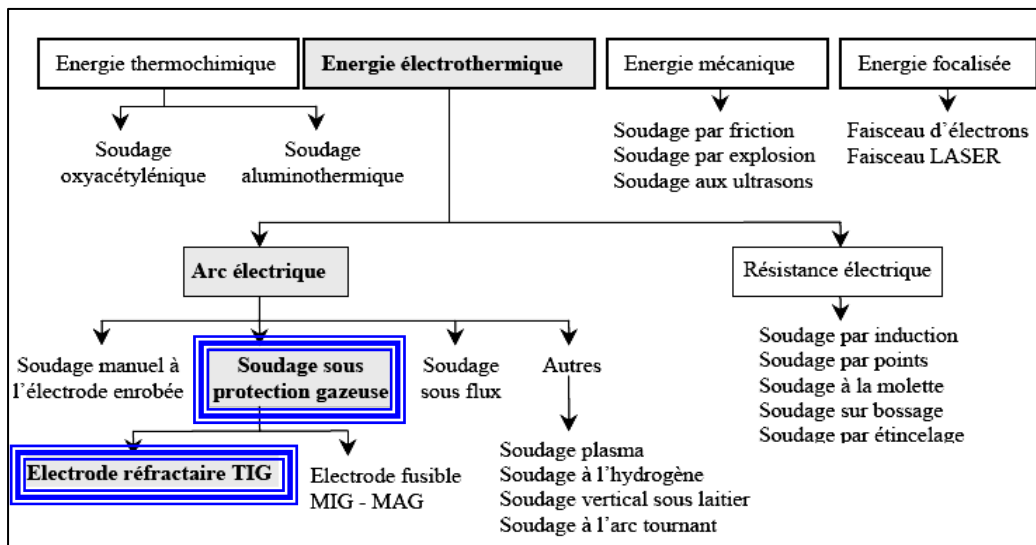 Energie thermochimique
Energie électrothermique
Energie mécanique
Energie focalisée
Soudage
oxyacétylénique
Soudage
aluminothermique
Soudage par friction
Soudage par explosion
Soudage aux ultrasons
Faisceau d'électrons
Faisceau LASER
Arc électrique
Résistance électrique
Soudage manuel à
l'électrode enrobée
Soudage sous
protection gazeuse
Soudage
sous flux
Autres
Soudage par induction
Soudage par points
Soudage à la molette
Soudage sur bossage
Soudage par étincelage
Electrode réfractaire TIG
Electrode fusible
MIG - MAG
Soudage plasma
Soudage à l'hydrogène
Soudage vertical sous laitier
Soudage à l'arc tournant